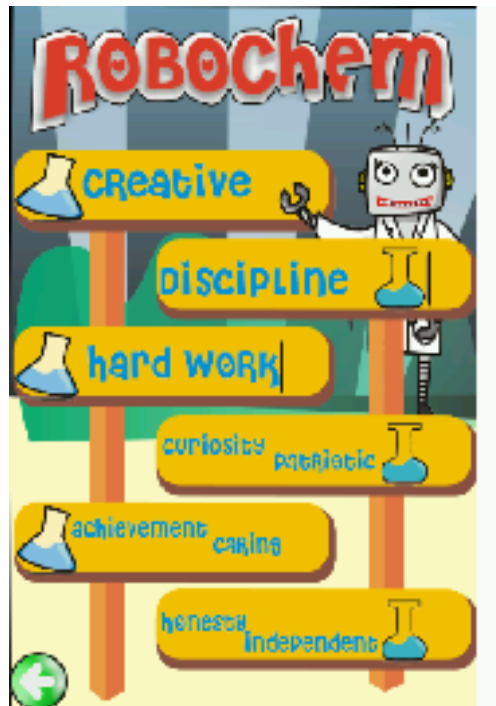 RoBoChem
CReative
Discipline
hard WoRK
curiosity
patRiotic
achievement
caRing
honesty
independent